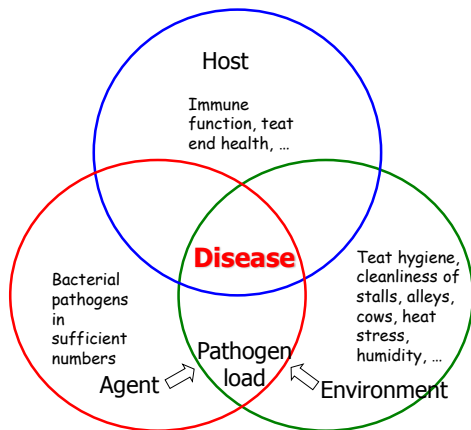 Host
Immune
function, teat
end health, ...
Disease
Bacterial
pathogens
in
sufficient
numbers
Agent
Teat hygiene,
cleanliness of
stalls, alleys,
cows, heat
stress,
humidity, ...
Environment
Pathogen
load